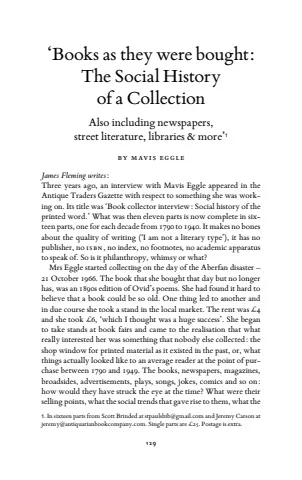 ‘Books as they were bought:
The Social History
of a Collection
Also including newspapers,
street literature, libraries & more’¹
BY MAVIS EGGLE
James Fleming writes:
Three years ago, an interview with Mavis Eggle appeared in the
Antique Traders Gazette with respect to something she was work-
ing on. Its title was ‘Book collector interview: Social history of the
printed word.’ What was then eleven parts is now complete in six-
teen parts, one for each decade from 1790 to 1940. It makes no bones
about the quality of writing (‘I am not a literary type’), it has no
publisher, no ISBN, no index, no footnotes, no academic apparatus
to speak of. So is it philanthropy, whimsy or what?
Mrs Eggle started collecting on the day of the Aberfan disaster –
21 October 1966. The book that she bought that day but no longer
has, was an 1890s edition of Ovid’s poems. She had found it hard to
believe that a book could be so old. One thing led to another and
in due course she took a stand in the local market. The rent was £4
and she took £6, ‘which I thought was a huge success’. She began
to take stands at book fairs and came to the realisation that what
really interested her was something that nobody else collected: the
shop window for printed material as it existed in the past, or, what
things actually looked like to an average reader at the point of pur-
chase between 1790 and 1949. The books, newspapers, magazines,
broadsides, advertisements, plays, songs, jokes, comics and so on:
how would they have struck the eye at the time? What were their
selling points, what the social trends that gave rise to them, what the
1. In sixteen parts from Scott Brinded at stpaulsbtb@gmail.com and Jeremy Carson at
jeremy@antiquarianbookcompany.com. Single parts are £25. Postage is extra.
129